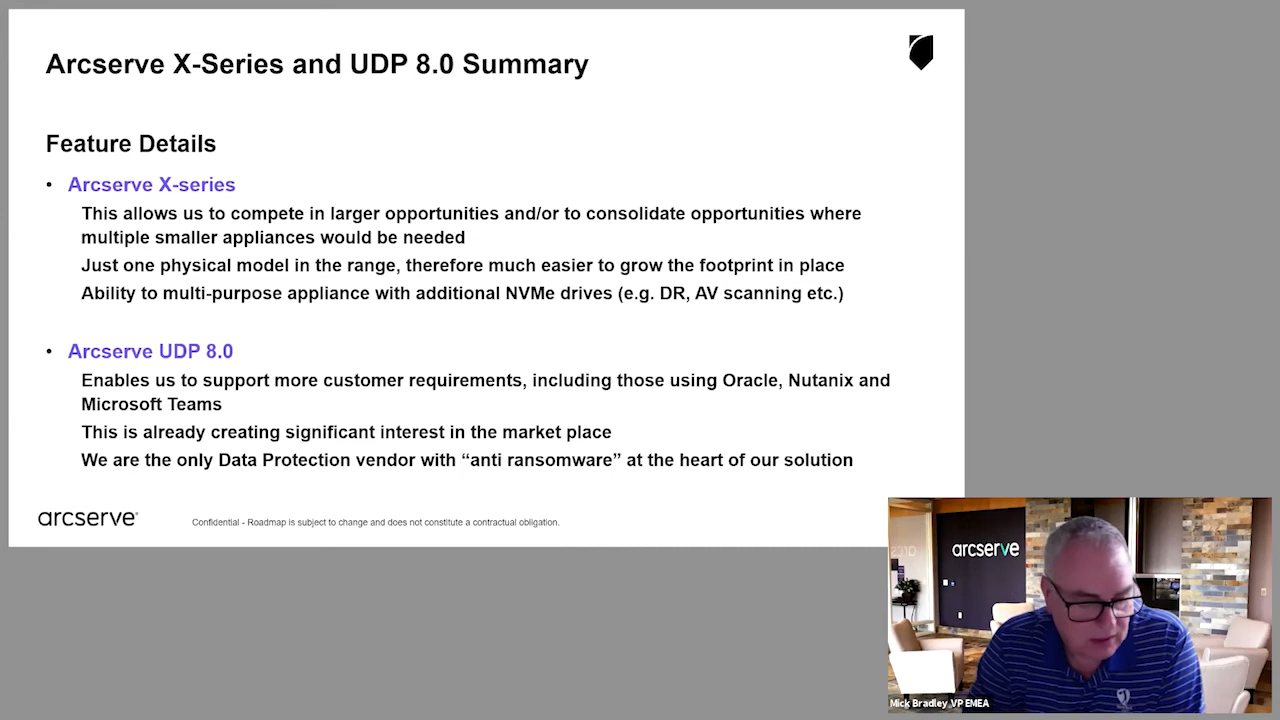 Arcserve X-Series and UDP 8.0 Summary
Feature Details
• Arcserve X-series
This allows us to compete in larger opportunities and/or to consolidate opportunities where
multiple smaller appliances would be needed
Just one physical model in the range, therefore much easier to grow the footprint in place
Ability to multi-purpose appliance with additional NVMe drives (e.g. DR, AV scanning etc.)
• Arcserve UDP 8.0
Enables us to support more customer requirements, including those using Oracle, Nutanix and
Microsoft Teams
This is already creating significant interest in the market place
We are the only Data Protection vendor with “anti ransomware” at the heart of our solution
arcserve®
Confidential - Roadmap is subject to change and does not constitute a contractual obligation.
arcserve
Mick Bradley VP EMEA